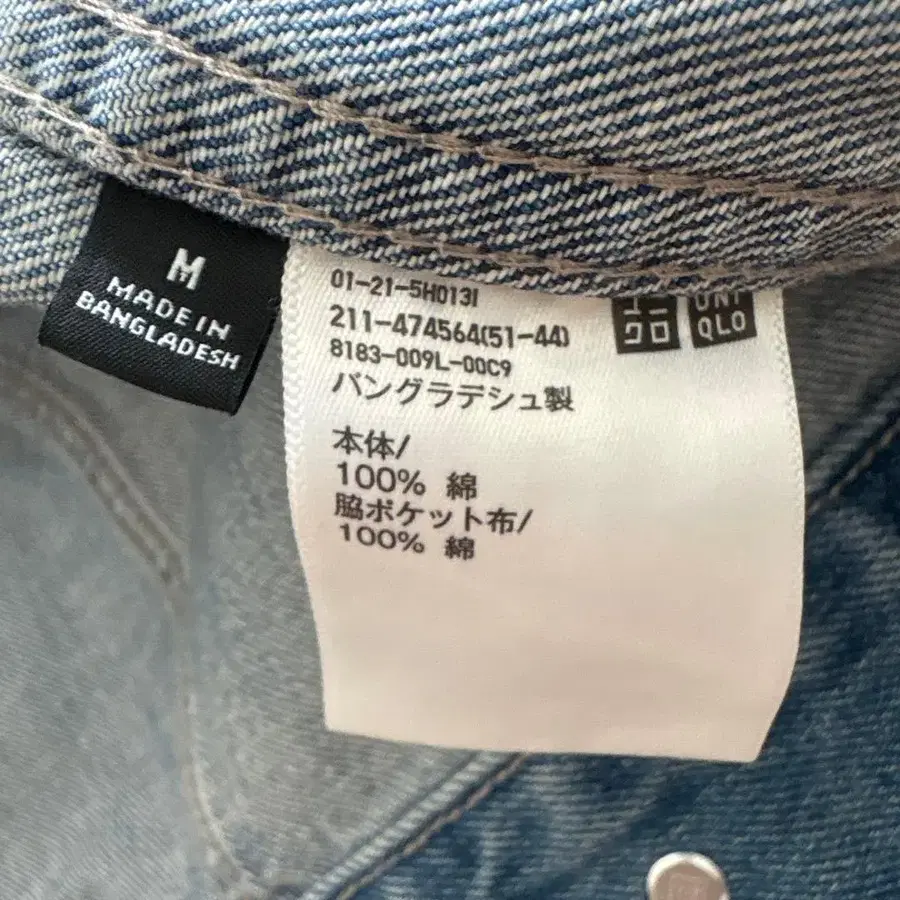 M
MADE IN
BANGLADESH
01-21-5H013I
211-474564(51-44)
8183-009L-00C9
バングラデシュ製
本体/
100% 綿
脇ポケット布/
100% 綿
ユニ
クロ
UNI
QLO